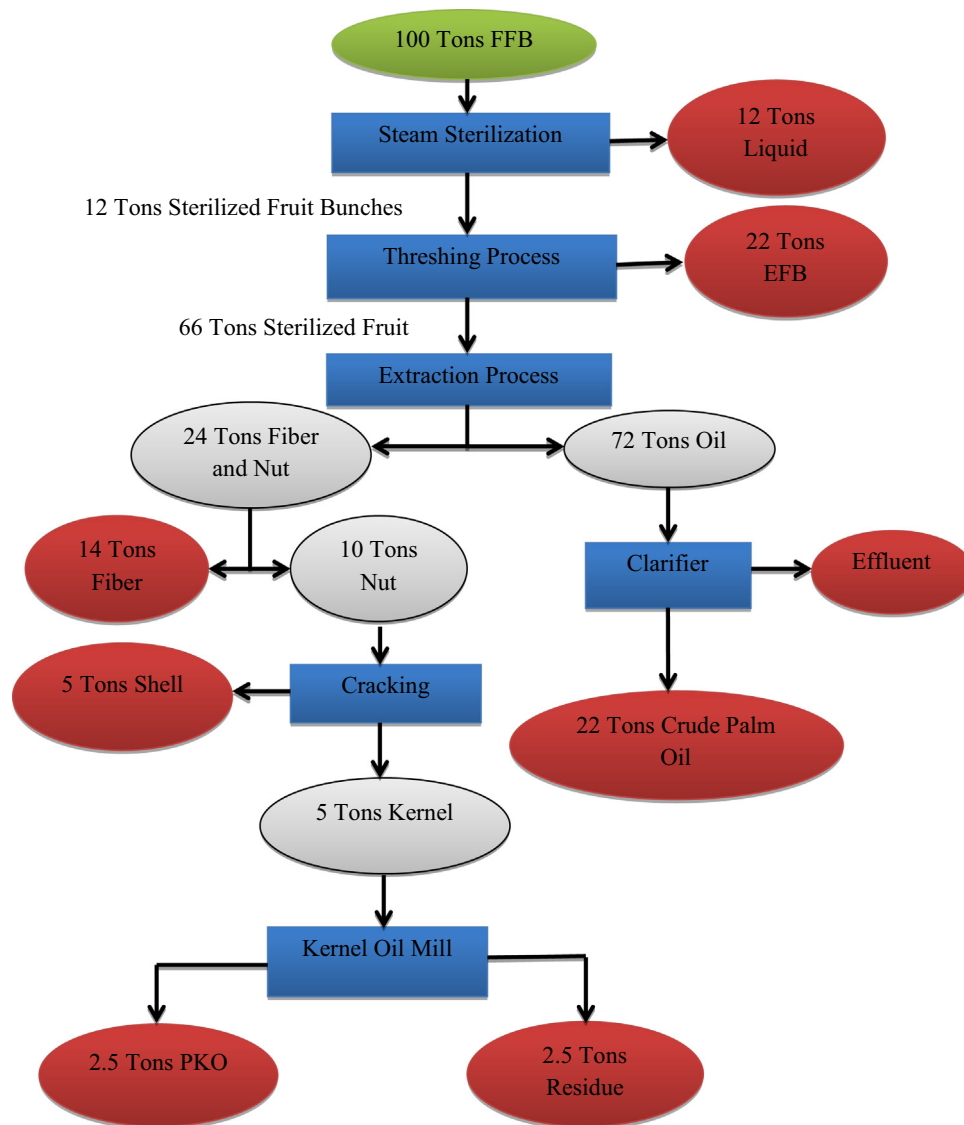 100 Tons FFB
Steam Sterilization
12 Tons
Liquid
12 Tons Sterilized Fruit Bunches
Threshing Process
22 Tons
EFB
66 Tons Sterilized Fruit
Extraction Process
24 Tons Fiber
and Nut
72 Tons Oil
14 Tons
Fiber
10 Tons
Nut
Clarifier
Effluent
5 Tons Shell
Cracking
22 Tons Crude Palm
Oil
5 Tons Kernel
Kernel Oil Mill
2.5 Tons PKO
2.5 Tons
Residue